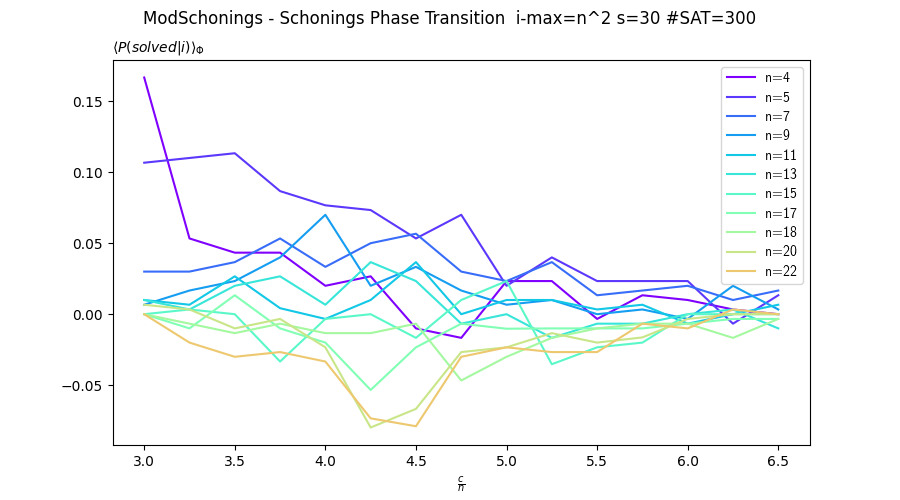 ModSchonings - Schonings Phase Transition  i-max=n^2 s=30 #SAT=300
⟨P(solved|i)⟩Φ
0.15
0.10
0.05
0.00
−0.05
n=4
n=5
n=7
n=9
n=11
n=13
n=15
n=17
n=18
n=20
n=22
3.0 3.5 4.0 4.5 5.0 5.5 6.0 6.5
c
n